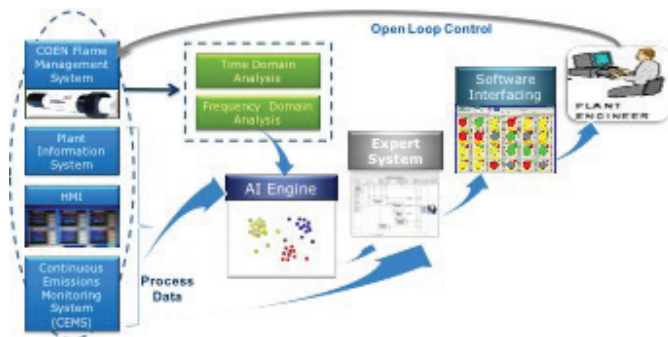 Open Loop Control
COEN Flame
Management
System
Time Domain
Analysis
Frequency Domain
Analysis
Software
Interfacing
PLANT
ENGINEER
Plant
Information
System
Expert
System
AI Engine
HMI
Process
Data
Continuous
Emissions
Monitoring
System
(CEMS)